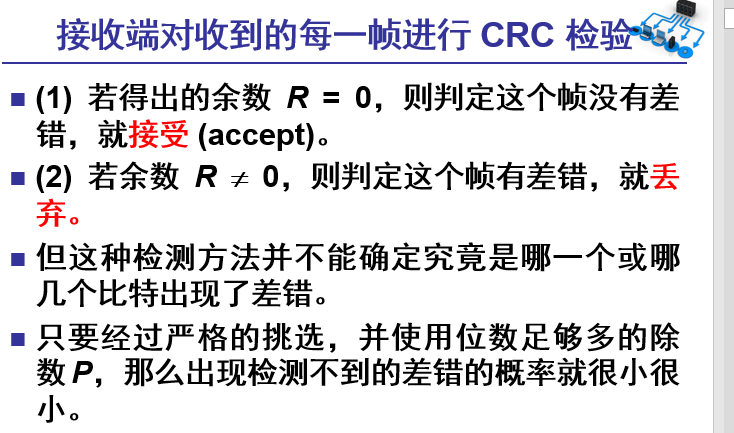 接收端对收到的每一帧进行 CRC 检验
(1) 若得出的余数 R = 0，则判定这个帧没有差
错，就接受 (accept)。
(2) 若余数 R ≠ 0，则判定这个帧有差错，就丢
弃。
但这种检测方法并不能确定究竟是哪一个或哪
几个比特出现了差错。
只要经过严格的挑选，并使用位数足够多的除
数 P，那么出现检测不到的差错的概率就很小很
小。